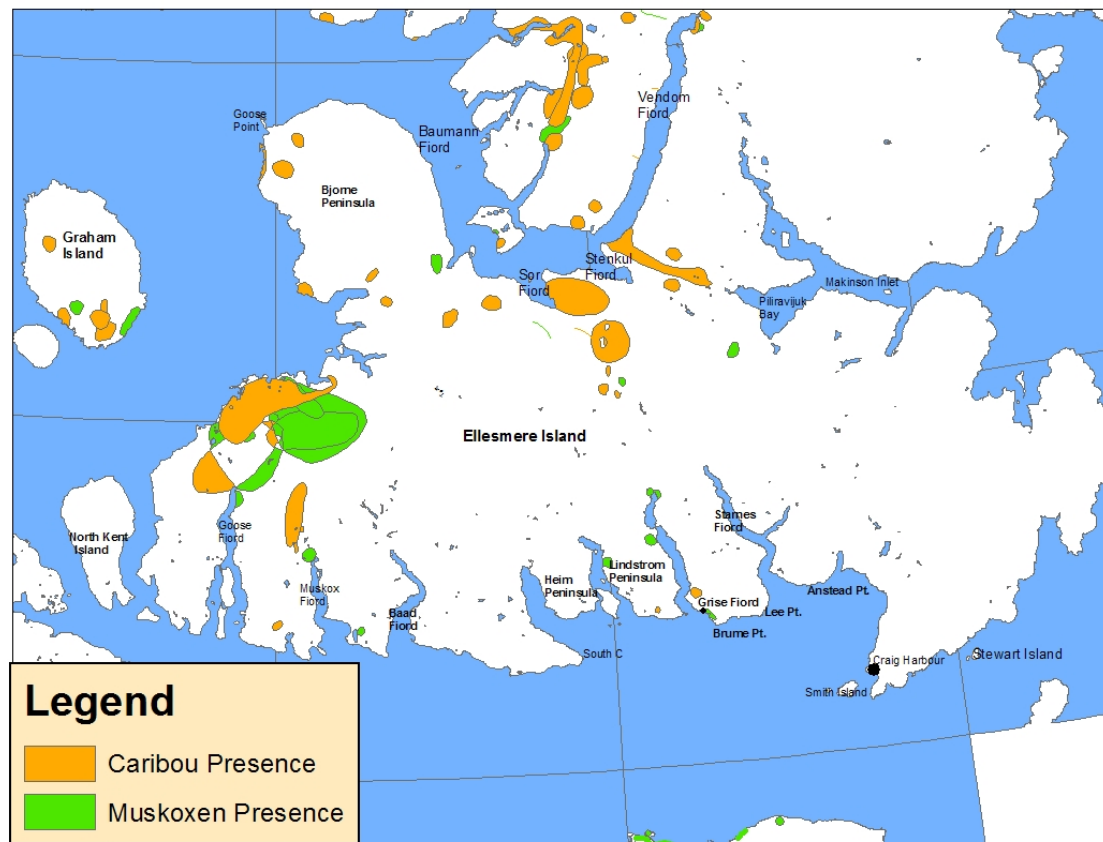 Goose
Point
Baumann
Fiord
Vendom
Fiord
Bjorne
Peninsula
Graham
Island
Sor
Fiord
Stenkul
Fiord
Makinson Inlet
Piliravijuk
Bay
Ellesmere Island
North Kent
Island
Goose
Fiord
Starnes
Fiord
Muskox
Fiord
Baad
Fiord
Heim
Peninsula
Lindstrom
Peninsula
Grise Fiord
Lee Pt.
Anstead Pt.
Brume Pt.
South C
Craig Harbour
Stewart Island
Smith Island
Legend
Caribou Presence
Muskoxen Presence